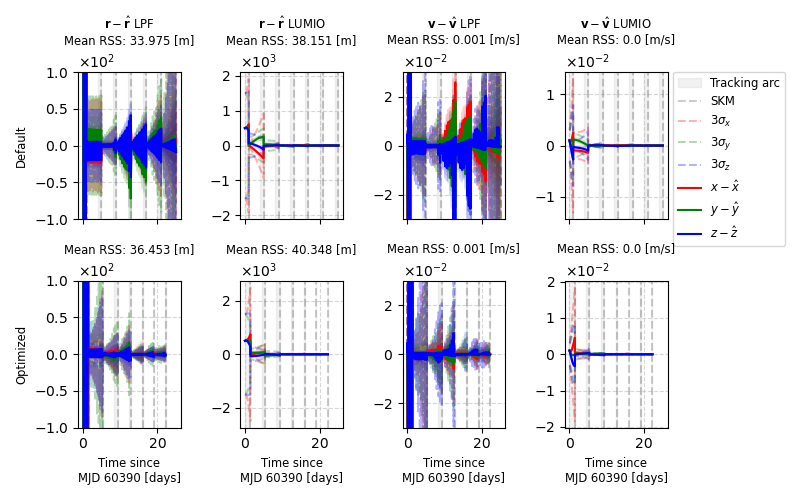 r − r̂ LPF
Mean RSS: 33.975 [m]
r − r̂ LUMIO
Mean RSS: 38.151 [m]
v − v̂ LPF
Mean RSS: 0.001 [m/s]
v − v̂ LUMIO
Mean RSS: 0.0 [m/s]
×10²
×10³
×10⁻²
×10⁻²
Default
1.0
0.5
0.0
−0.5
−1.0
2
1
0
−1
−2
2
0
−2
1
0
−1
Tracking arc
SKM
3σₓ
3σ_y
3σ_z
x − x̂
y − ŷ
z − ẑ
Mean RSS: 36.453 [m]
Mean RSS: 40.348 [m]
Mean RSS: 0.001 [m/s]
Mean RSS: 0.0 [m/s]
×10²
×10³
×10⁻²
×10⁻²
Optimized
1.0
0.5
0.0
−0.5
−1.0
2
0
−2
2
0
−2
2
1
0
−1
−2
0 20
0 20
0 20
0 20
Time since
MJD 60390 [days]
Time since
MJD 60390 [days]
Time since
MJD 60390 [days]
Time since
MJD 60390 [days]